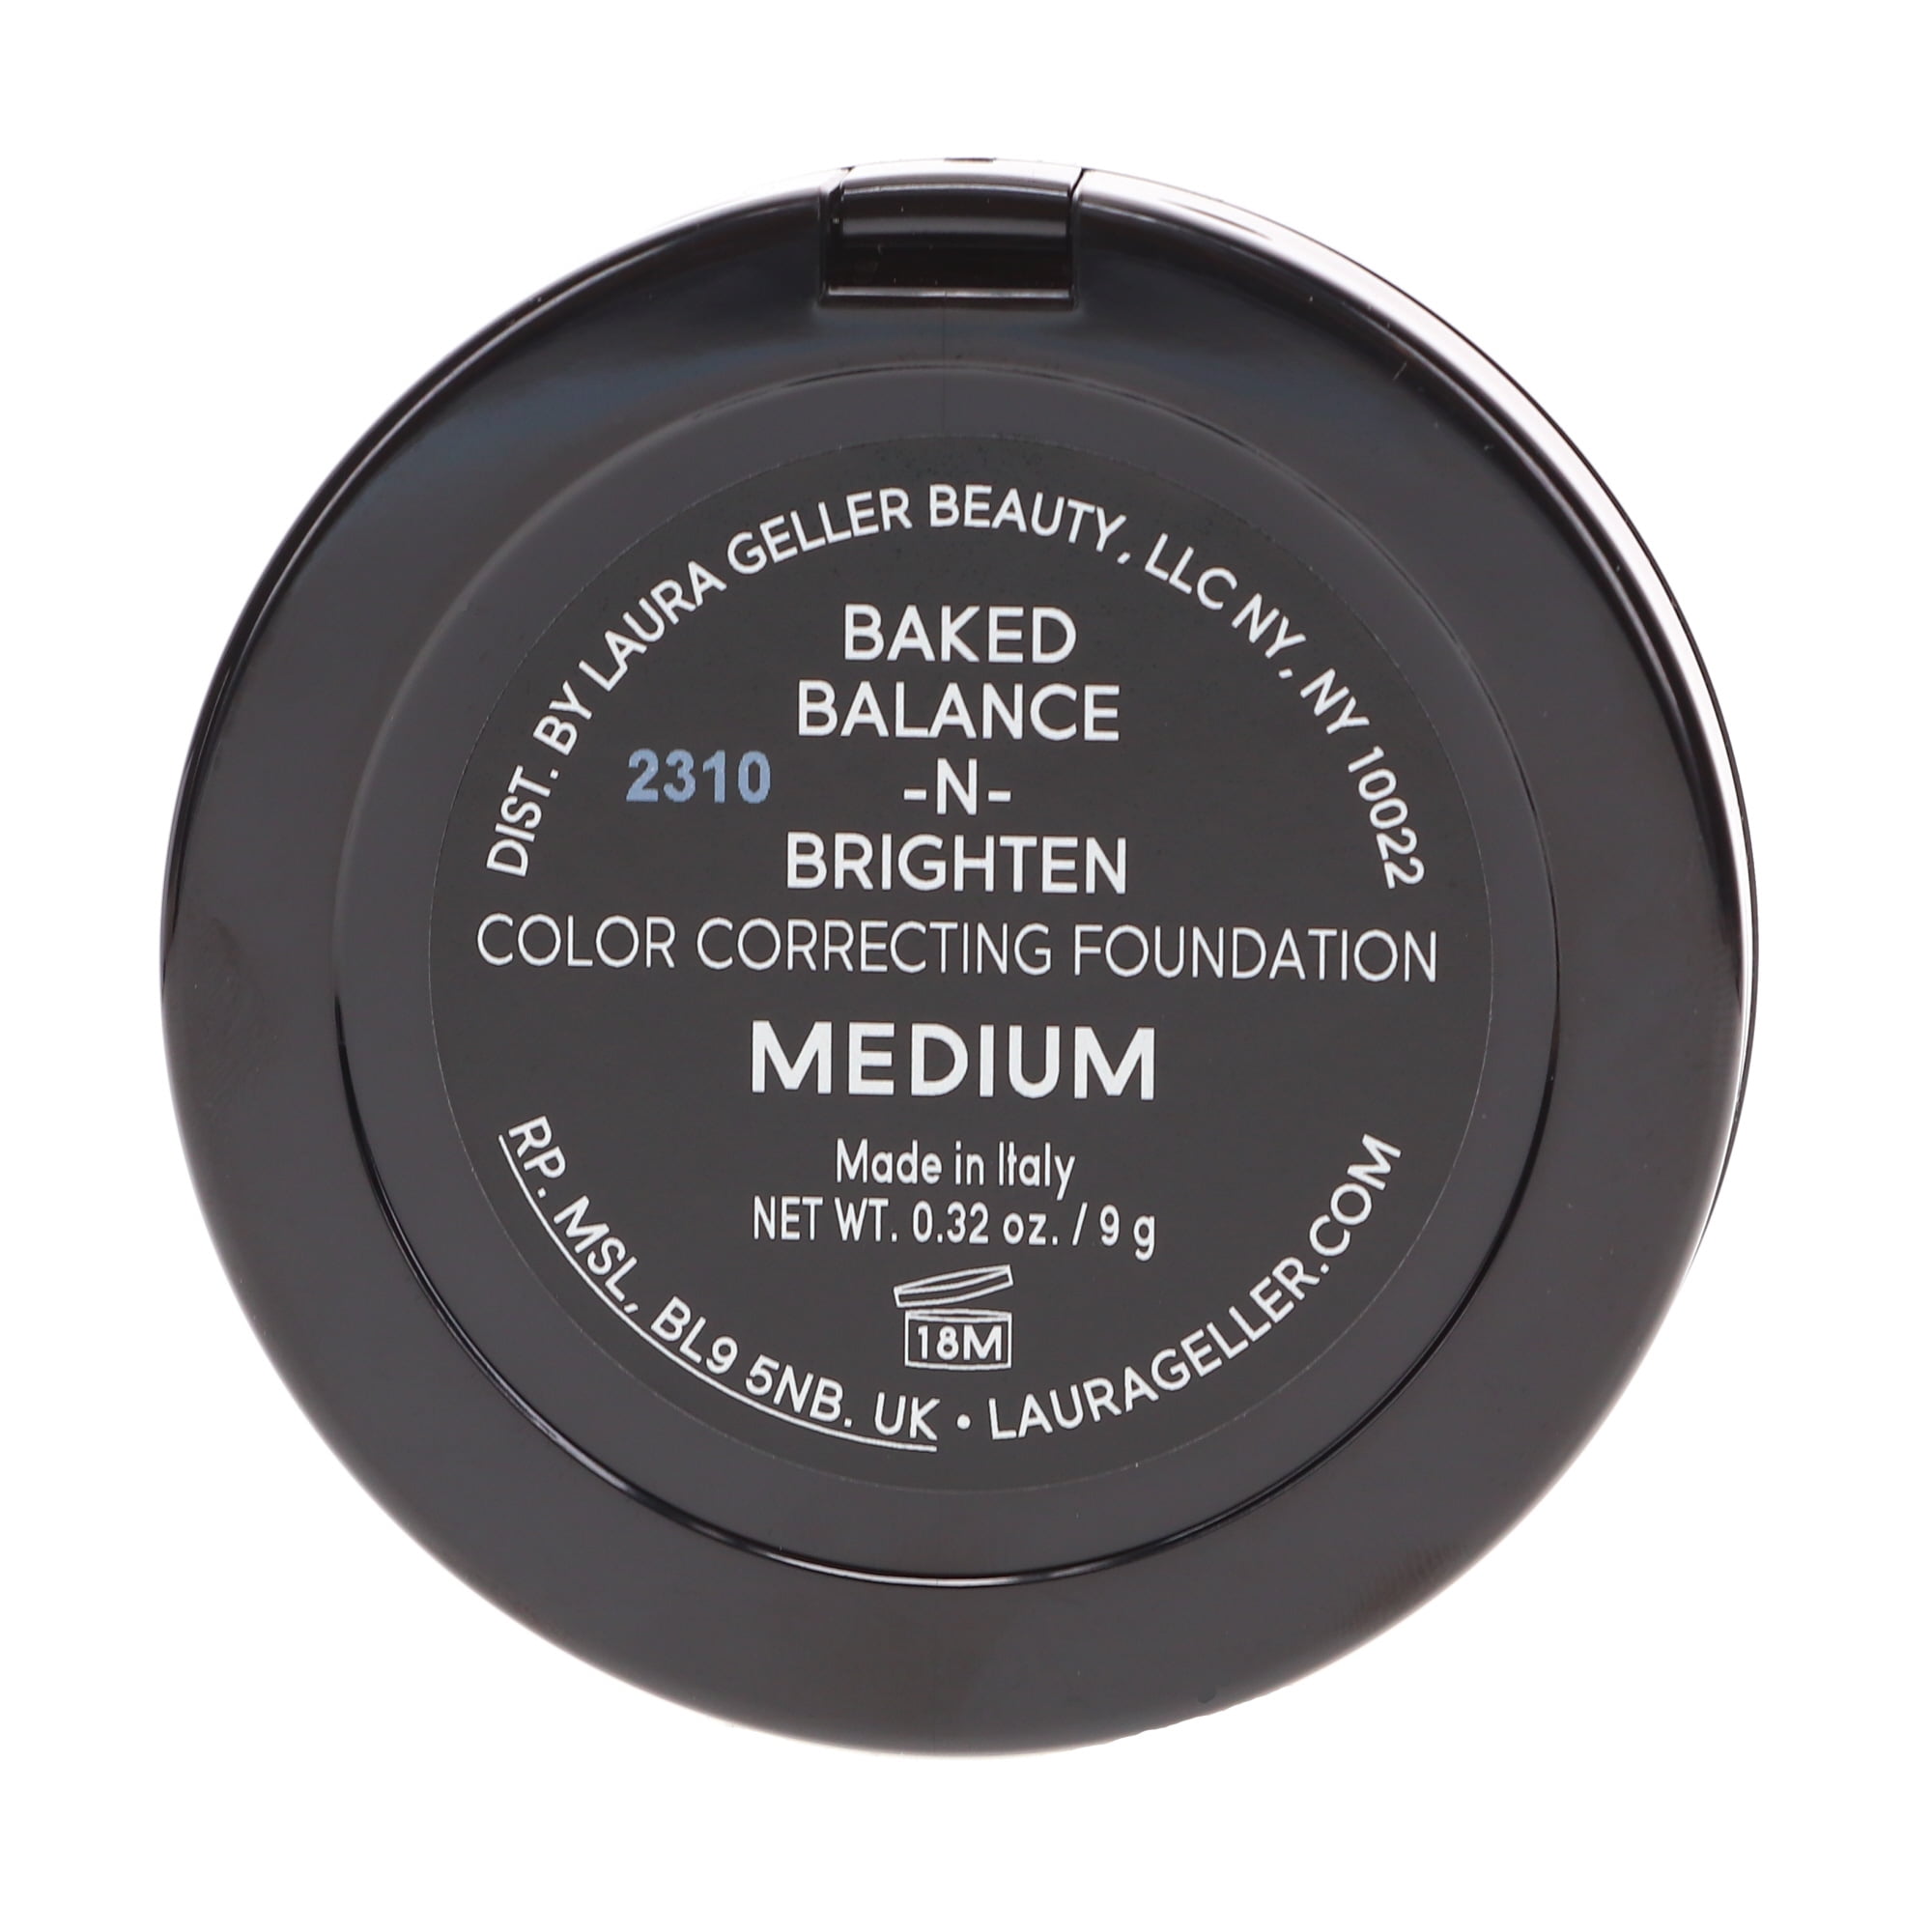 DIST. BY LAURA GELLER BEAUTY, LLC NY, NY 10022
BAKED
BALANCE
2310
-N-
BRIGHTEN
COLOR CORRECTING FOUNDATION
MEDIUM
Made in Italy
NET WT. 0.32 oz. / 9 g
18M
RP. MSL, BL9 5NB. UK • LAURAGELLER.COM